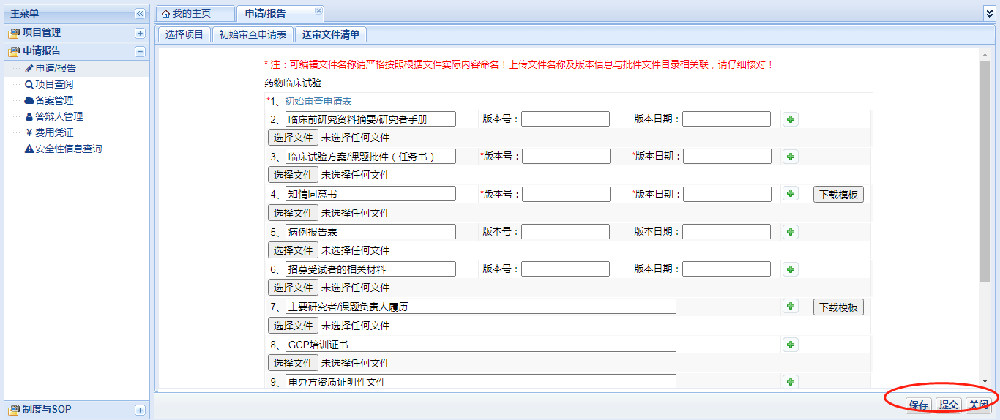 主菜单
项目管理
申请报告
申请/报告
项目查阅
备案管理
答辩人管理
¥ 费用凭证
安全性信息查询
制度与SOP
我的主页 申请/报告
选择项目 初始审查申请表 送审文件清单
* 注：可编辑文件名称请严格按照根据文件实际内容命名！上传文件名称及版本信息与批件文件目录相关联，请仔细核对！
药物临床试验
*1、初始审查申请表
2、临床前研究资料摘要/研究者手册 版本号： 版本日期：
选择文件 未选择任何文件
3、临床试验方案/课题批件（任务书） *版本号： *版本日期：
选择文件 未选择任何文件
4、知情同意书 *版本号： *版本日期： 下载模板
选择文件 未选择任何文件
5、病例报告表 版本号： 版本日期：
选择文件 未选择任何文件
6、招募受试者的相关材料 版本号： 版本日期：
选择文件 未选择任何文件
7、主要研究者/课题负责人履历 下载模板
选择文件 未选择任何文件
8、GCP培训证书
选择文件 未选择任何文件
9、申办方资质证明性文件
保存 提交 关闭